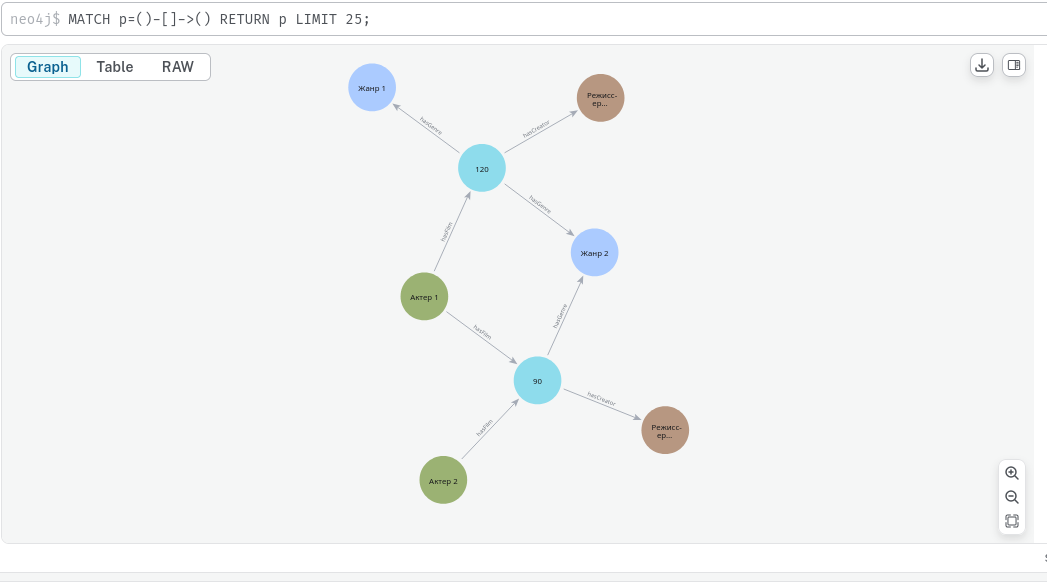 neo4j$ MATCH p=()-[]->() RETURN p LIMIT 25;
Graph Table RAW
Жанр 1
Режисс-
ер...
hasGenre
hasCreator
120
hasGenre
hasFilm
Жанр 2
Актер 1
hasFilm
hasGenre
90
hasCreator
Режисс-
ер...
hasFilm
Актер 2